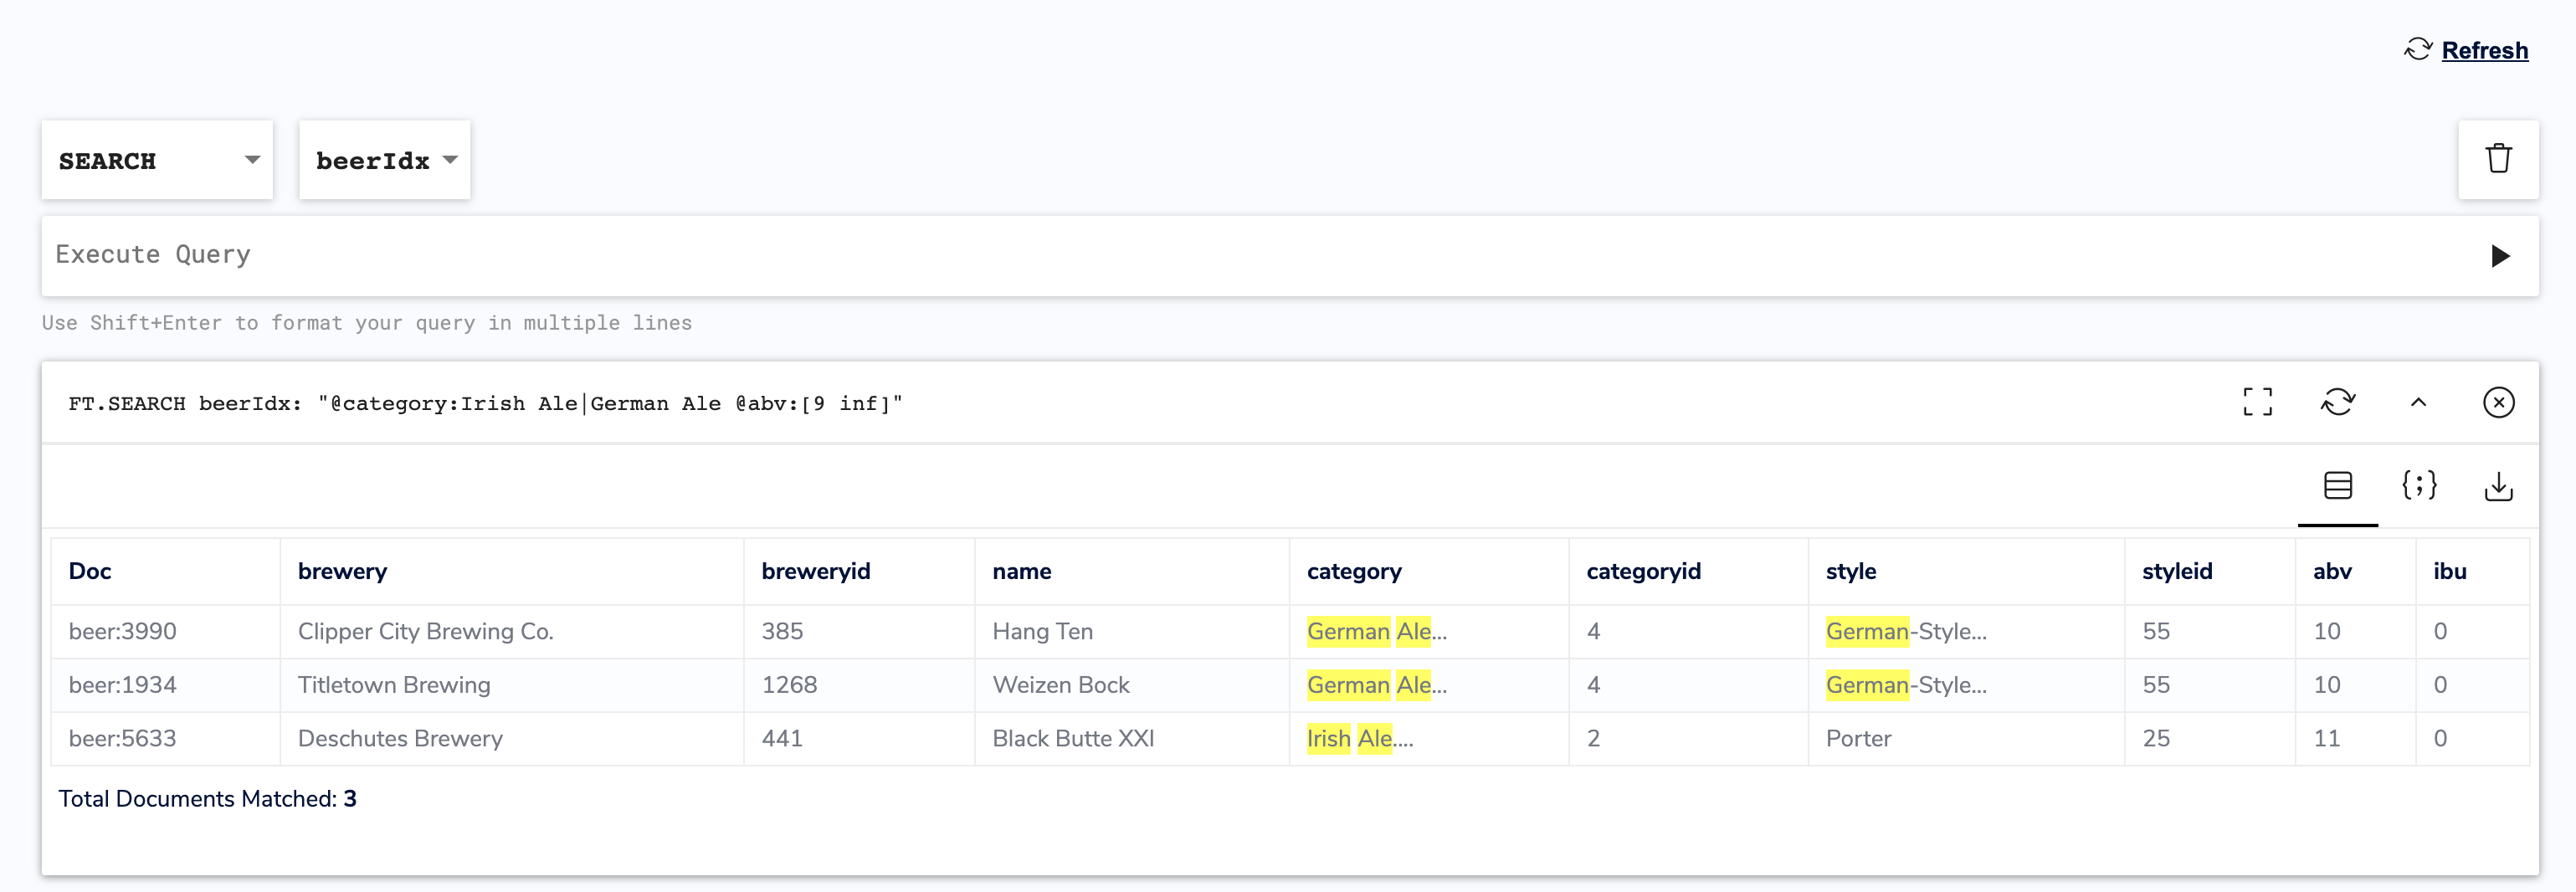 Refresh
SEARCH beerIdx
Execute Query
Use Shift+Enter to format your query in multiple lines
FT.SEARCH beerIdx: "@category:Irish Ale|German Ale @abv:[9 inf]"
Doc brewery breweryid name category categoryid style styleid abv ibu
beer:3990 Clipper City Brewing Co. 385 Hang Ten German Ale... 4 German-Style... 55 10 0
beer:1934 Titletown Brewing 1268 Weizen Bock German Ale... 4 German-Style... 55 10 0
beer:5633 Deschutes Brewery 441 Black Butte XXI Irish Ale.... 2 Porter 25 11 0
Total Documents Matched: 3